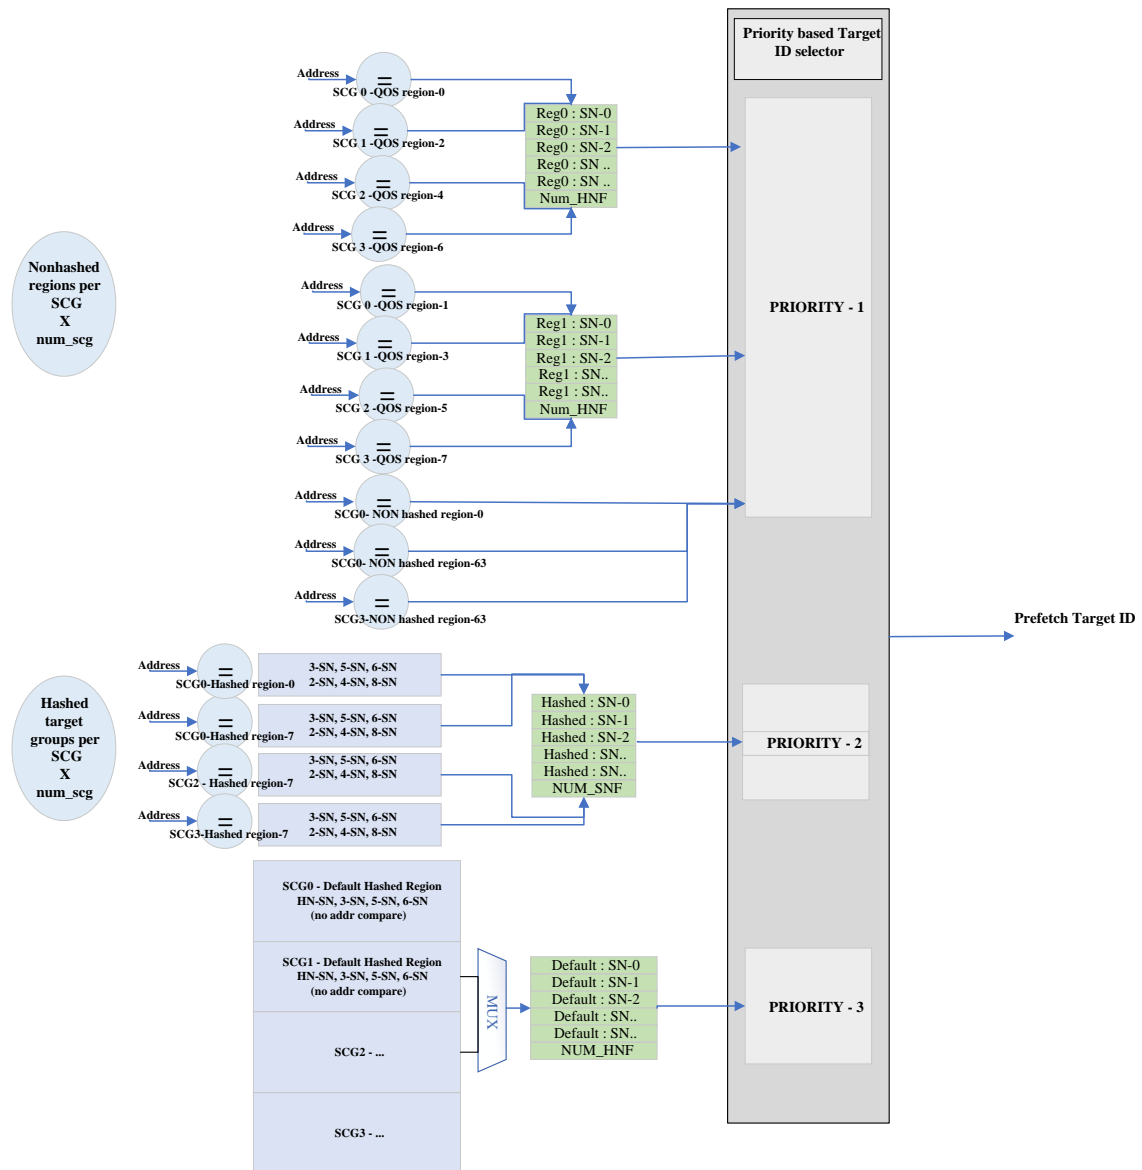 Priority based Target
ID selector
Address
=
SCG 0 -QOS region-0
Address
=
SCG 1 -QOS region-2
Address
=
SCG 2 -QOS region-4
Address
=
SCG 3 -QOS region-6
Reg0 : SN-0
Reg0 : SN-1
Reg0 : SN-2
Reg0 : SN ..
Reg0 : SN ..
Num_HNF
Nonhashed
regions per
SCG
X
num_scg
Address
=
SCG 0 -QOS region-1
Address
=
SCG 1 -QOS region-3
Address
=
SCG 2 -QOS region-5
Address
=
SCG 3 -QOS region-7
Reg1 : SN-0
Reg1 : SN-1
Reg1 : SN-2
Reg1 : SN..
Reg1 : SN..
Num_HNF
PRIORITY - 1
Address
=
SCG0- NON hashed region-0
Address
=
SCG0- NON hashed region-63
Address
=
SCG3-NON hashed region-63
Prefetch Target ID
Hashed
target
groups per
SCG
X
num_scg
Address
=
SCG0-Hashed region-0
3-SN, 5-SN, 6-SN
2-SN, 4-SN, 8-SN
Address
=
SCG0-Hashed region-7
3-SN, 5-SN, 6-SN
2-SN, 4-SN, 8-SN
Address
=
SCG2 - Hashed region-7
3-SN, 5-SN, 6-SN
2-SN, 4-SN, 8-SN
Address
=
SCG3-Hashed region-7
3-SN, 5-SN, 6-SN
2-SN, 4-SN, 8-SN
Hashed : SN-0
Hashed : SN-1
Hashed : SN-2
Hashed : SN..
Hashed : SN..
NUM_SNF
PRIORITY - 2
SCG0 - Default Hashed Region
HN-SN, 3-SN, 5-SN, 6-SN
(no addr compare)
SCG1 - Default Hashed Region
HN-SN, 3-SN, 5-SN, 6-SN
(no addr compare)
SCG2 - ...
SCG3 - ...
MUX
Default : SN-0
Default : SN-1
Default : SN-2
Default : SN..
Default : SN..
NUM_HNF
PRIORITY - 3